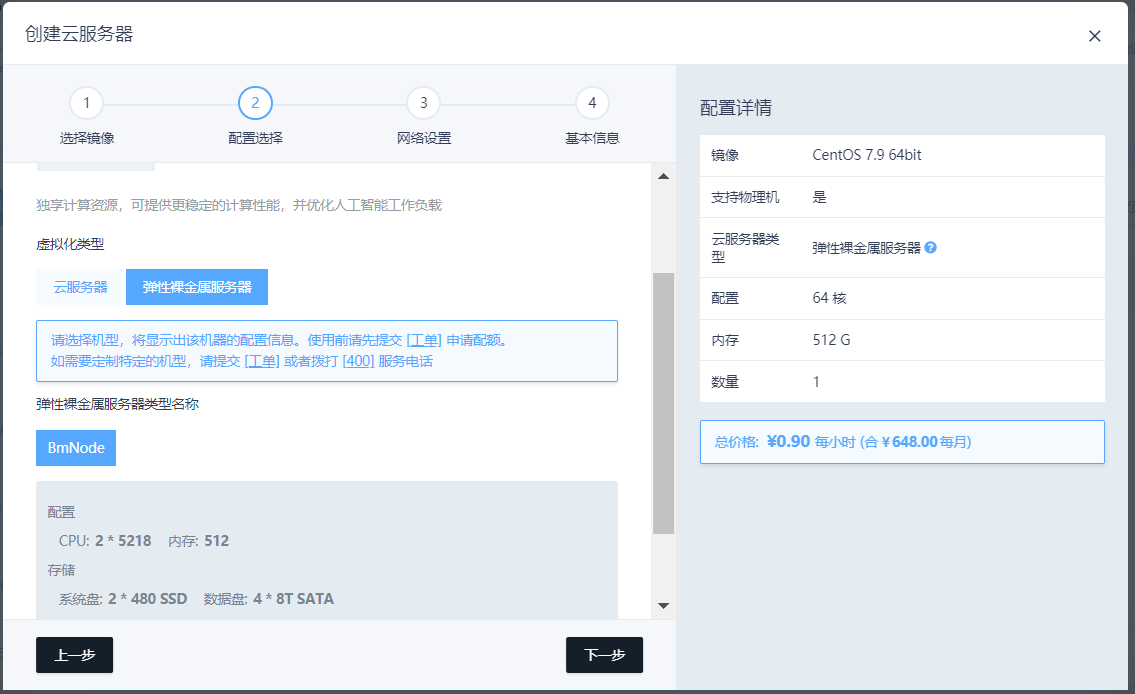 创建云服务器
1
2
3
4
选择镜像
配置选择
网络设置
基本信息
独享计算资源，可提供更稳定的计算性能，并优化人工智能工作负载
虚拟化类型
云服务器
弹性裸金属服务器
请选择机型，将显示出该机器的配置信息。使用前请先提交 [工单] 申请配额。
如需要定制特定的机型，请提交 [工单] 或者拨打 [400] 服务电话
弹性裸金属服务器类型名称
BmNode
配置
CPU: 2 * 5218 内存: 512
存储
系统盘: 2 * 480 SSD 数据盘: 4 * 8T SATA
上一步
下一步
配置详情
镜像 CentOS 7.9 64bit
支持物理机 是
云服务器类
型
弹性裸金属服务器
配置 64 核
内存 512 G
数量 1
总价格: ¥0.90 每小时 (合 ¥648.00每月)